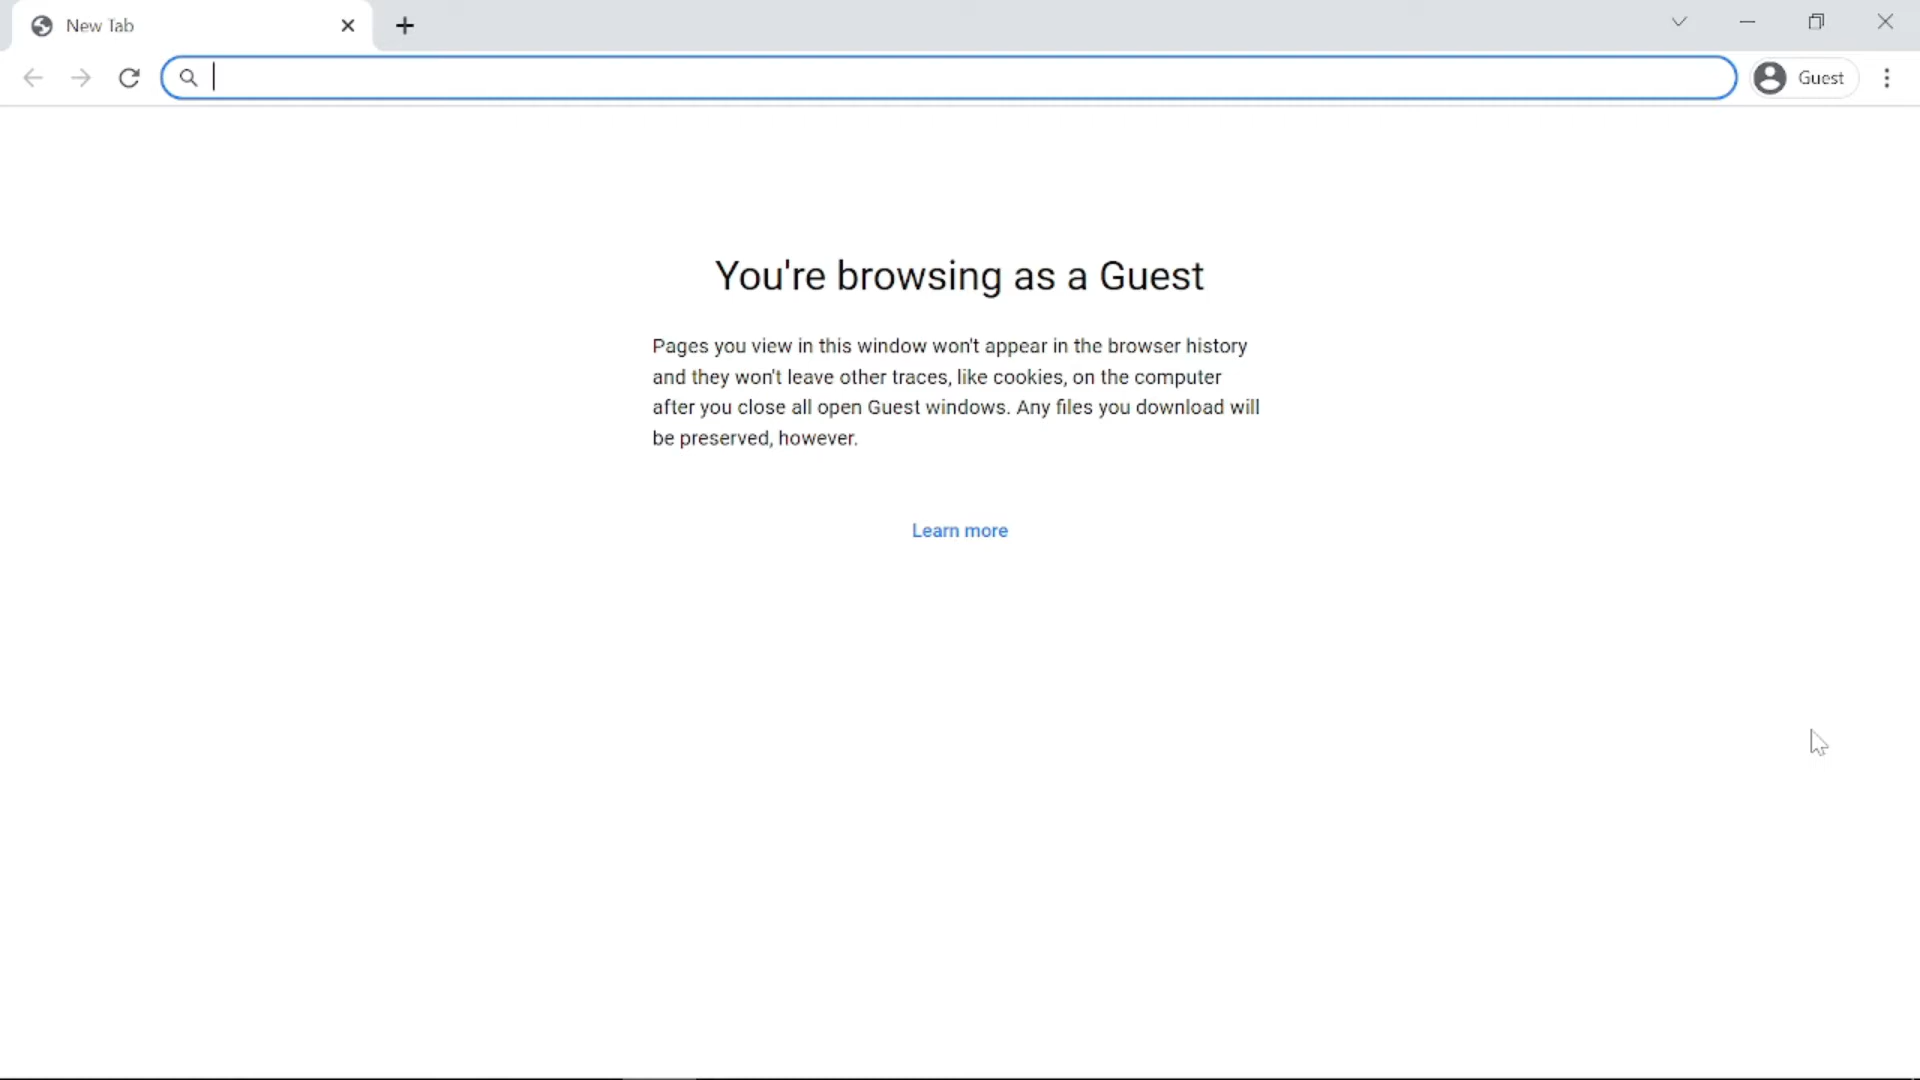 New Tab
Guest
You're browsing as a Guest
Pages you view in this window won't appear in the browser history
and they won't leave other traces, like cookies, on the computer
after you close all open Guest windows. Any files you download will
be preserved, however.
Learn more